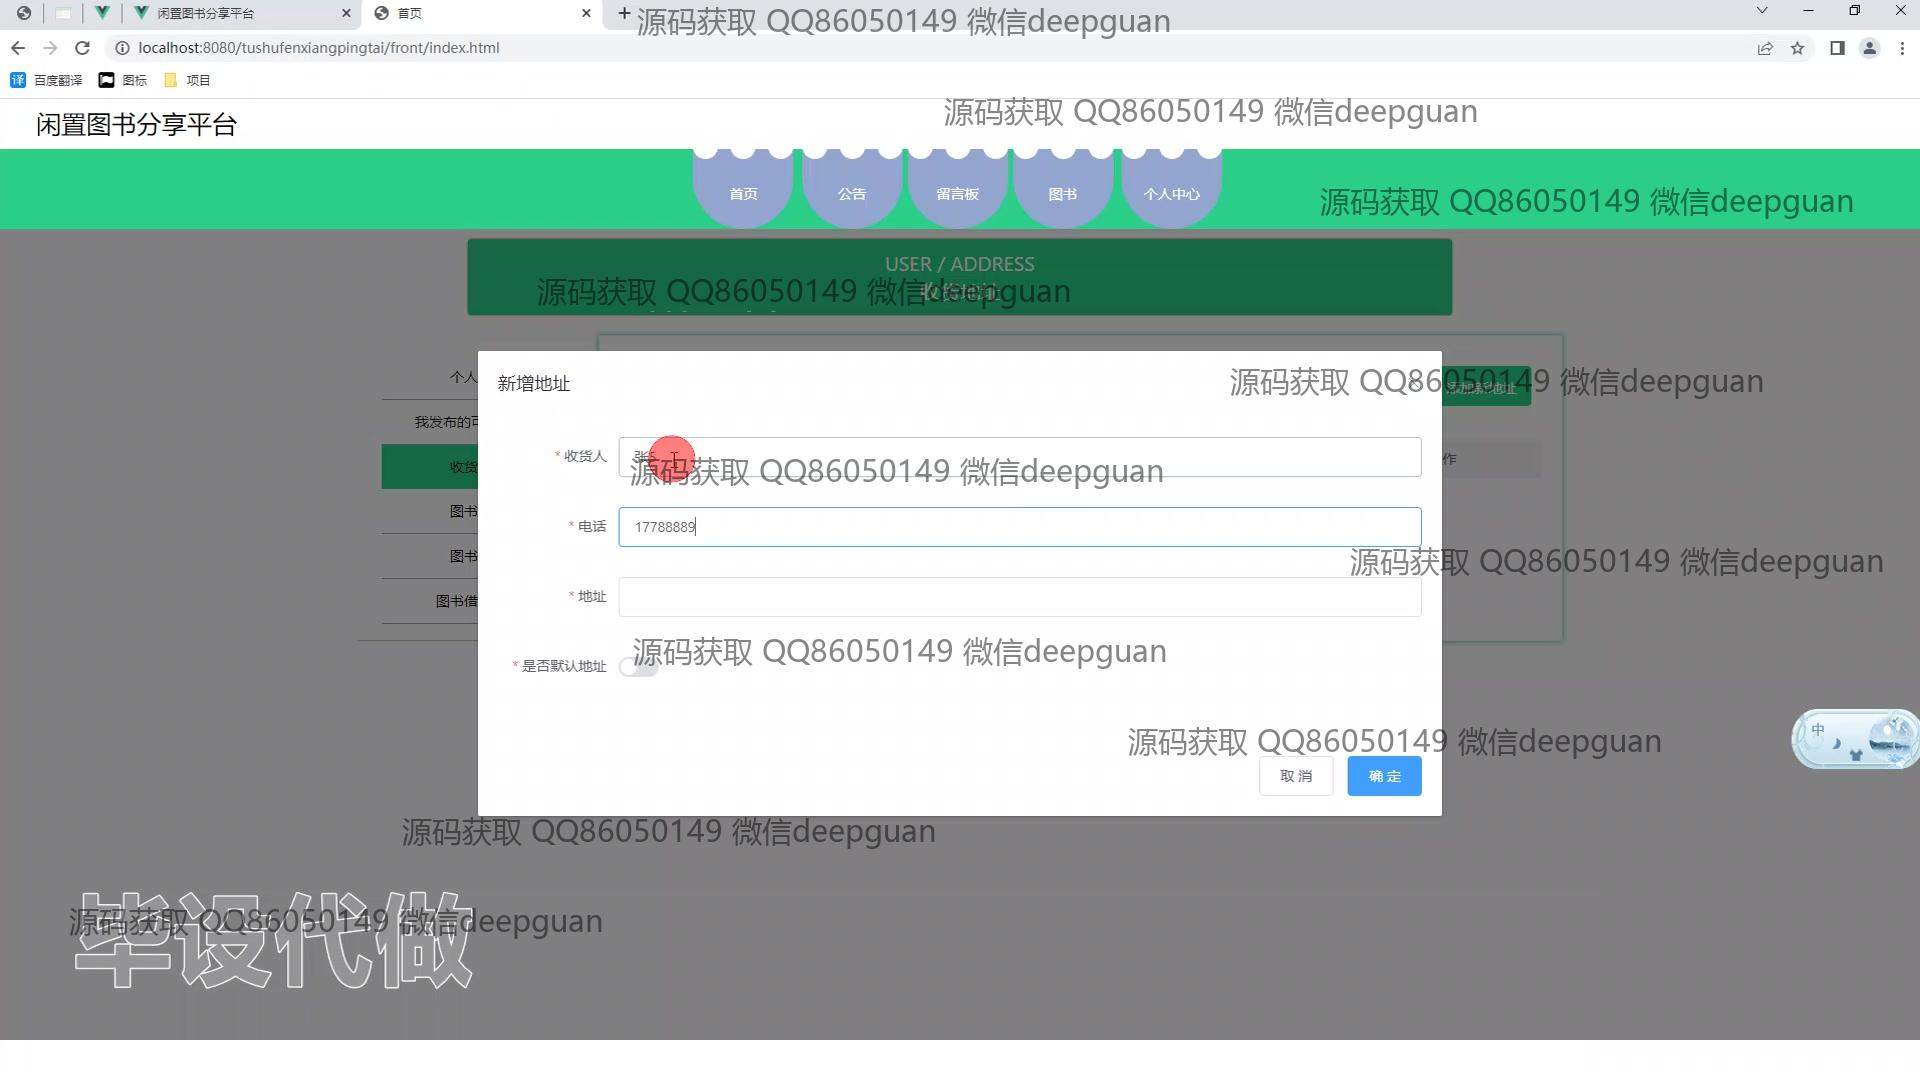 闲置图书分享平台
首页
源码获取 QQ86050149 微信deepguan
localhost:8080/tushufenxiangpingtai/front/index.html
百度翻译
图标
项目
源码获取 QQ86050149 微信deepguan
闲置图书分享平台
首页
公告
留言板
图书
个人中心
源码获取 QQ86050149 微信deepguan
USER / ADDRESS
收货地址
源码获取 QQ86050149 微信deepguan
个人
新增地址
源码获取 QQ86050149 微信deepguan
添加新地址
我发布的
* 收货人
源码获取 QQ86050149 微信deepguan
收货
作
图书
* 电话
17788889
图书
源码获取 QQ86050149 微信deepguan
* 地址
图书借
源码获取 QQ86050149 微信deepguan
* 是否默认地址
中
源码获取 QQ86050149 微信deepguan
取 消
确 定
源码获取 QQ86050149 微信deepguan
源码获取 QQ86050149 微信deepguan
毕设代做